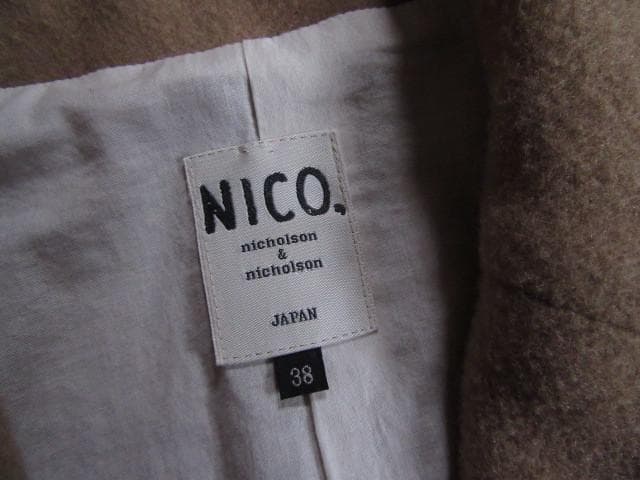 NICO,
nicholson
&
nicholson
JAPAN
38